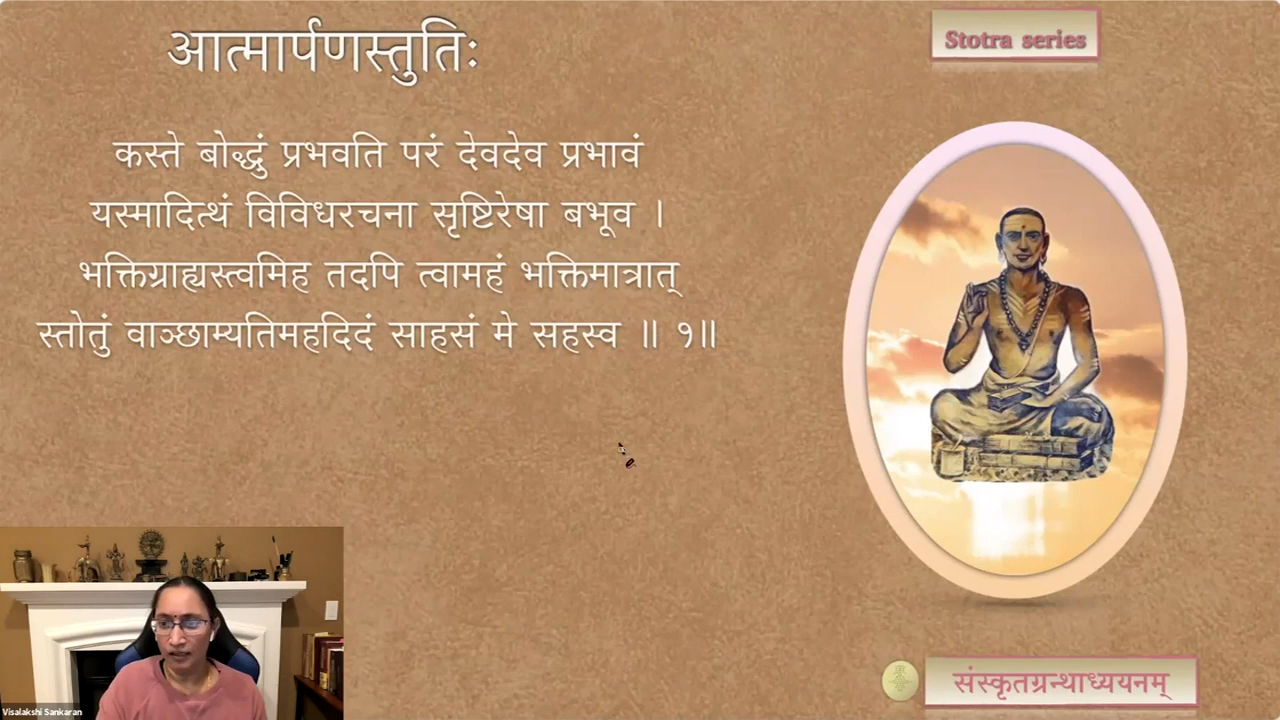 आत्मार्पणस्तुतिः
Stotra series
कस्ते बोद्धुं प्रभवति परं देवदेव प्रभावं
यस्मादित्थं विविधरचना सृष्टिरेषा बभूव ।
भक्तिग्राह्यस्त्वमिह तदपि त्वामहं भक्तिमात्रात्
स्तोतुं वाञ्छाम्यतिमहदिदं साहसं मे सहस्व ॥ १॥
Visalakshi Sankaran
संस्कृतग्रन्थाध्ययनम्